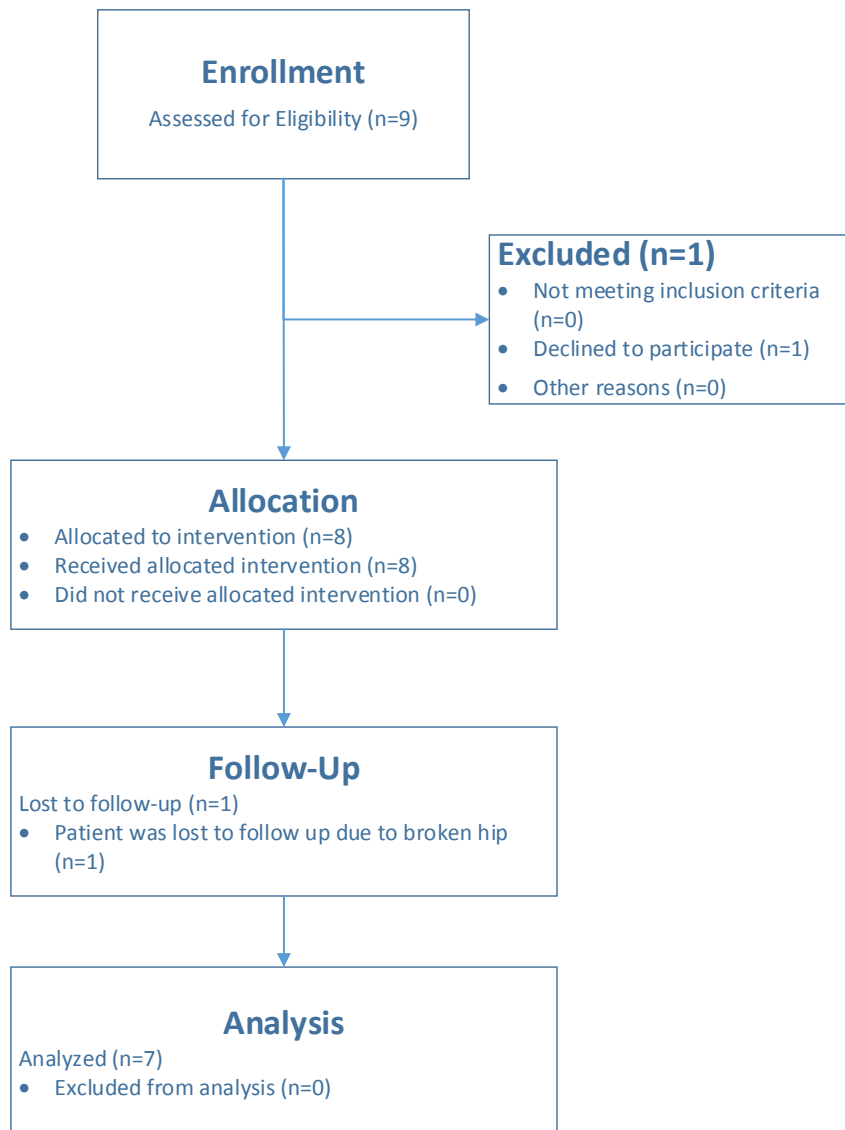 Enrollment
Assessed for Eligibility (n=9)
Excluded (n=1)
• Not meeting inclusion criteria
(n=0)
• Declined to participate (n=1)
• Other reasons (n=0)
Allocation
• Allocated to intervention (n=8)
• Received allocated intervention (n=8)
• Did not receive allocated intervention (n=0)
Follow-Up
Lost to follow-up (n=1)
• Patient was lost to follow up due to broken hip
(n=1)
Analysis
Analyzed (n=7)
• Excluded from analysis (n=0)